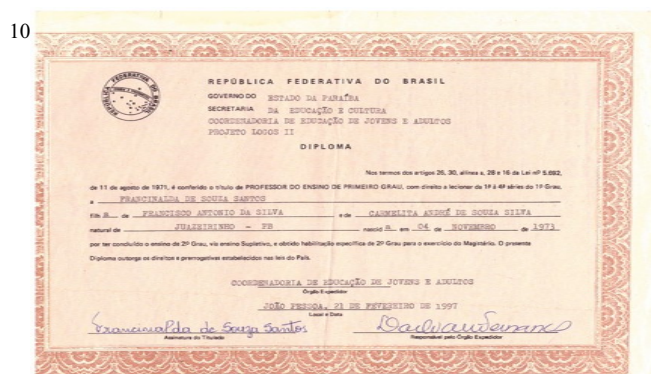 10
REPÚBLICA FEDERATIVA DO BRASIL
GOVERNO DO ESTADO DA PARAÍBA
SECRETARIA DA EDUCAÇÃO E CULTURA
COORDENADORIA DE EDUCAÇÃO DE JOVENS E ADULTOS
PROJETO LOGOS II
DIPLOMA
Nos termos dos artigos 26, 30, alínea a, 28 e 16 da Lei nº 5.692,
de 11 de agosto de 1971, é conferido o título de PROFESSOR DO ENSINO DE PRIMEIRO GRAU, com direito a lecionar da 1ª à 4ª séries do 1º Grau,
a FRANCINALDA DE SOUZA SANTOS
filh a de FRANCISCO ANTONIO DA SILVA e de CARMELITA ANDRÉ DE SOUZA SILVA
natural de JUAZEIRINHO - PB nascid a em 04 de NOVEMBRO de 1973
por ter concluído o ensino de 2º Grau, via ensino Supletivo, e obtido habilitação específica de 2º Grau para o exercício do Magistério. O presente
Diploma outorga os direitos e prerrogativas estabelecidos nas leis do País.
COORDENADORIA DE EDUCAÇÃO DE JOVENS E ADULTOS
Órgão Expedidor
JOÃO PESSOA, 21 DE FEVEREIRO DE 1997
Local e Data
Francinalda de Souza Santos
Assinatura do Titulado
Responsável pelo Órgão Expedidor